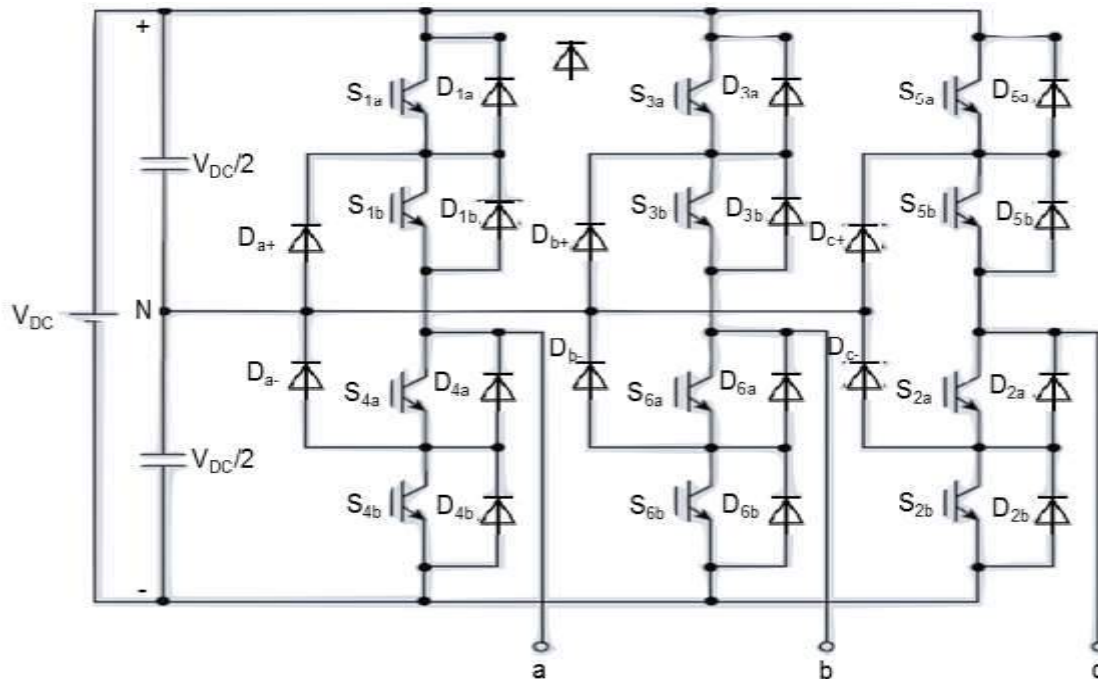 +
S1a
D1a
S3a
D3a
S5a
D5a
VDC/2
S1b
D1b
S3b
D3b
S5b
D5b
Da+
Db+
Dc+
VDC
N
Da-
Db-
Dc-
S4a
D4a
S6a
D6a
S2a
D2a
VDC/2
S4b
D4b
S6b
D6b
S2b
D2b
-
a
b